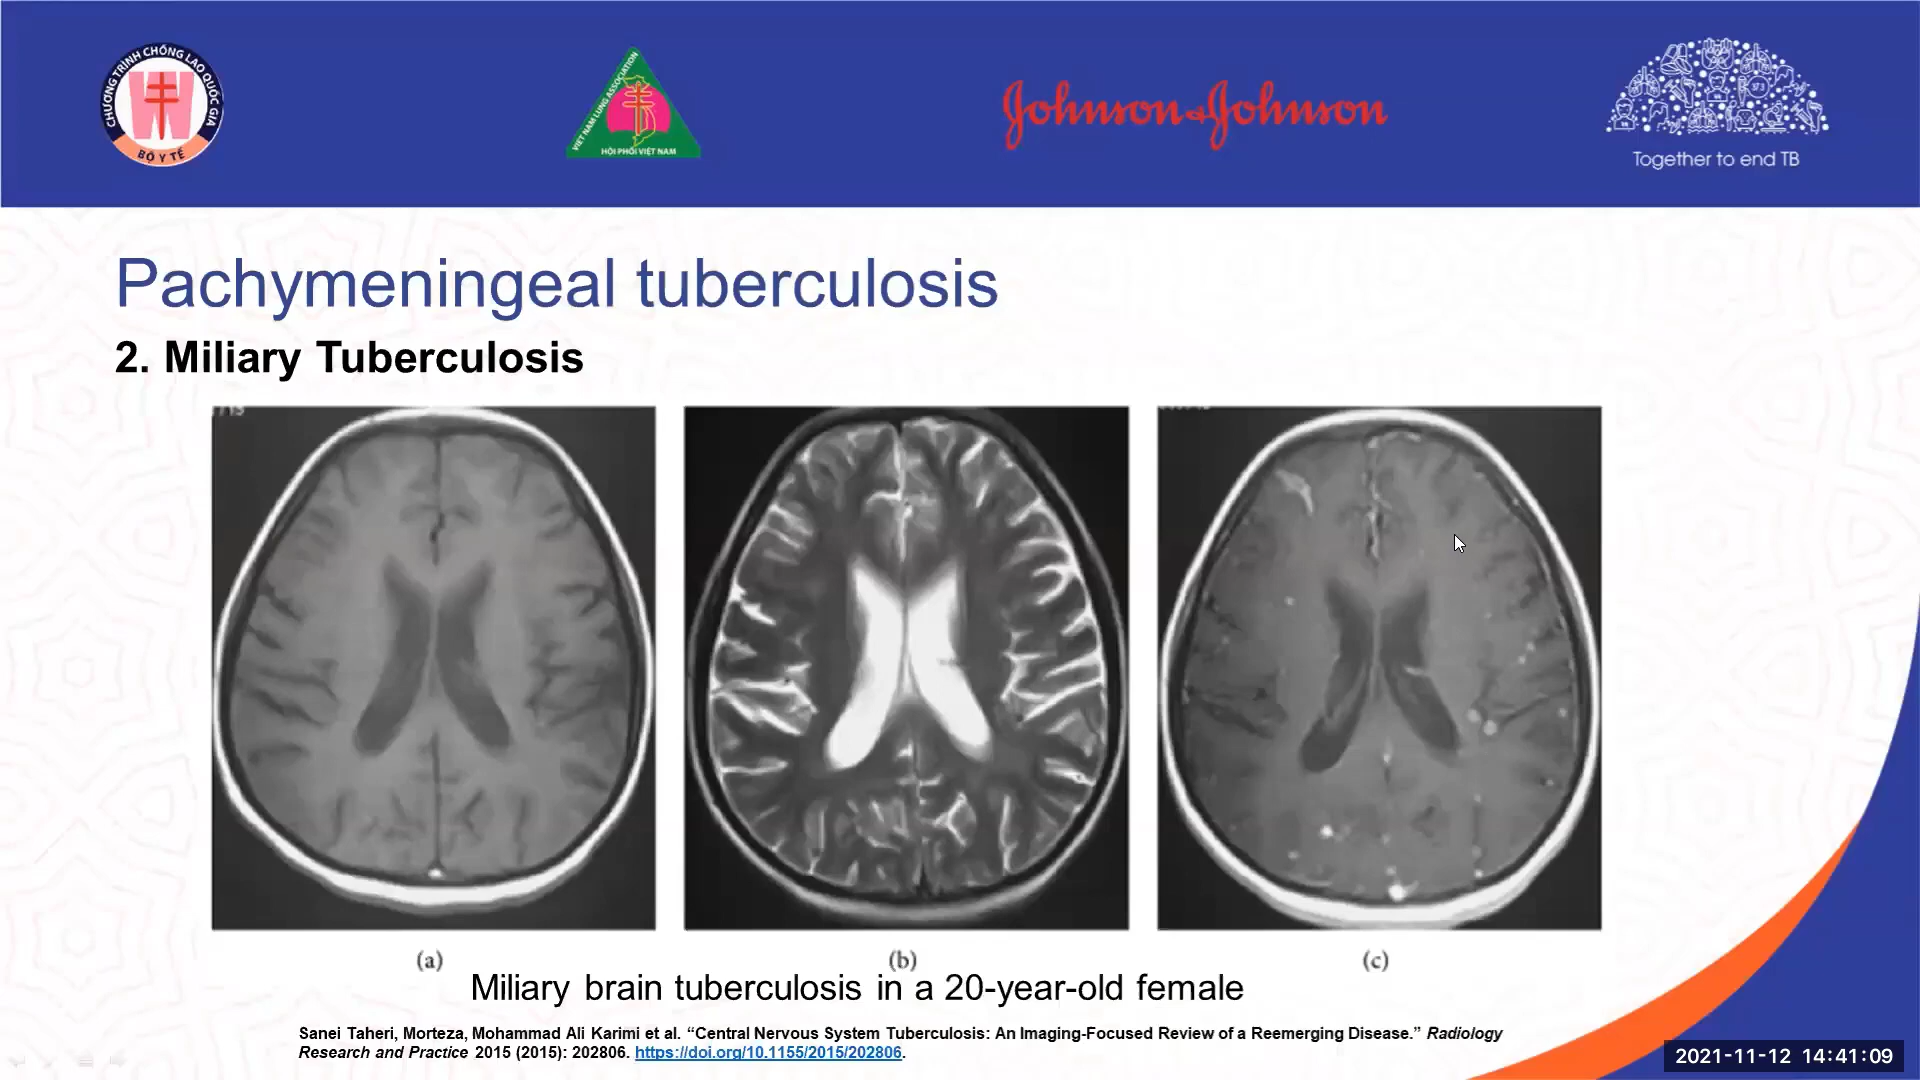 CHƯƠNG TRÌNH CHỐNG LAO QUỐC GIA
BỘ Y TẾ
VIET NAM LUNG ASSOCIATION
HỘI PHỔI VIỆT NAM
Johnson & Johnson
Together to end TB
Pachymeningeal tuberculosis
2. Miliary Tuberculosis
(a)
(b)
(c)
Miliary brain tuberculosis in a 20-year-old female
Sanei Taheri, Morteza, Mohammad Ali Karimi et al. “Central Nervous System Tuberculosis: An Imaging-Focused Review of a Reemerging Disease.” Radiology
Research and Practice 2015 (2015): 202806. https://doi.org/10.1155/2015/202806.
2021-11-12 14:41:09